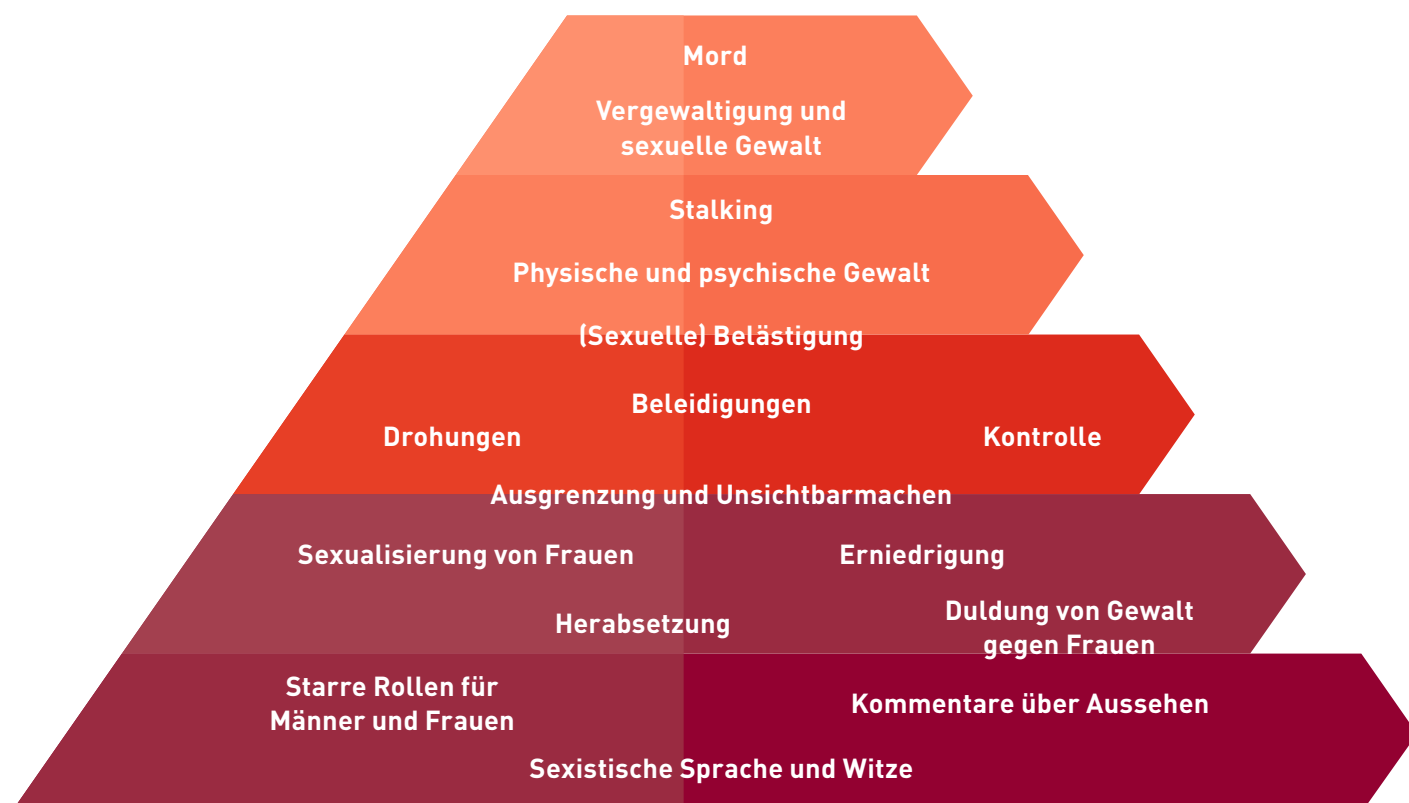 Mord
Vergewaltigung und
sexuelle Gewalt
Stalking
Physische und psychische Gewalt
(Sexuelle) Belästigung
Beleidigungen
Drohungen
Kontrolle
Ausgrenzung und Unsichtbarmachen
Sexualisierung von Frauen
Erniedrigung
Herabsetzung
Duldung von Gewalt
gegen Frauen
Starre Rollen für
Männer und Frauen
Kommentare über Aussehen
Sexistische Sprache und Witze